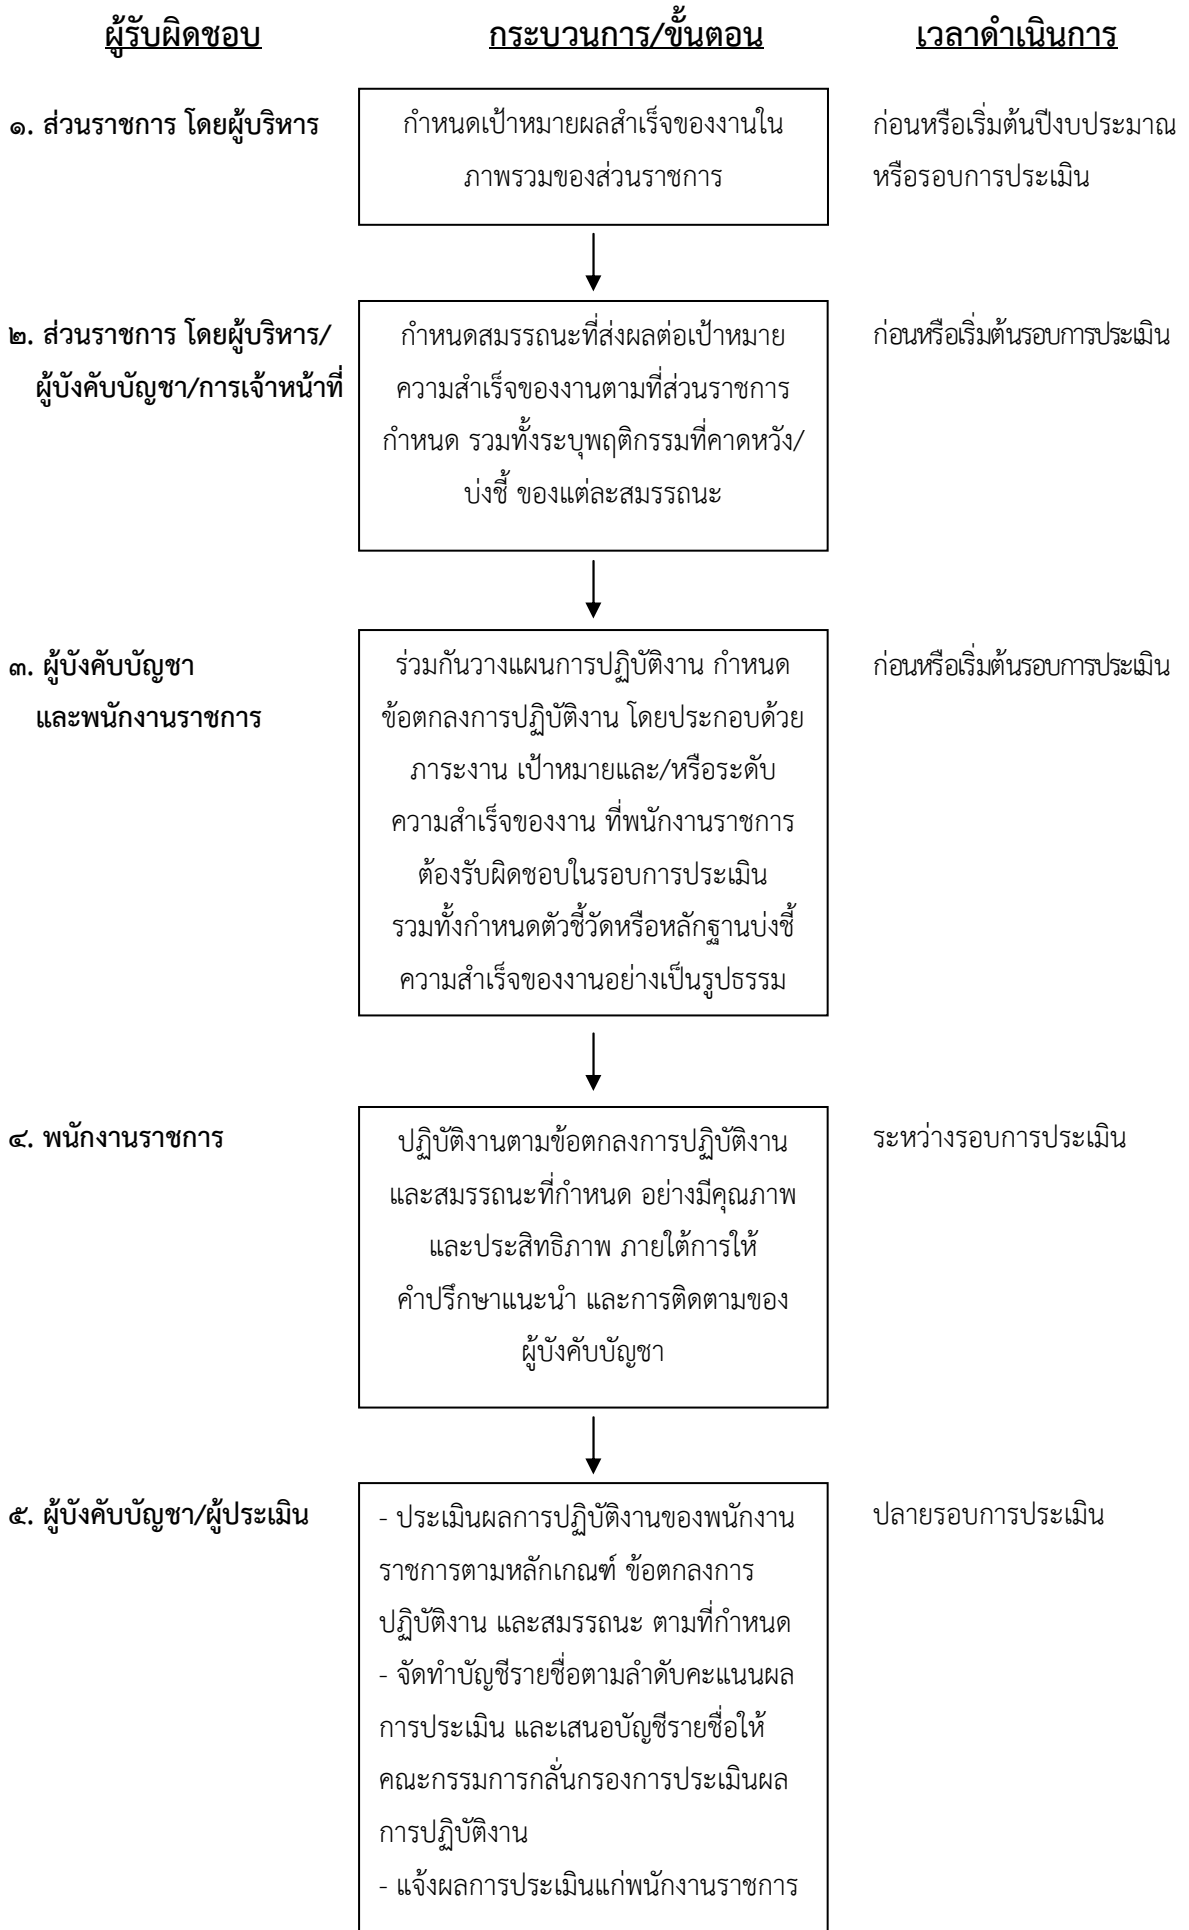 ผู้รับผิดชอบ กระบวนการ/ขั้นตอน เวลาดำเนินการ
๑. ส่วนราชการ โดยผู้บริหาร
กำหนดเป้าหมายผลสำเร็จของงานใน
ภาพรวมของส่วนราชการ
ก่อนหรือเริ่มต้นปีงบประมาณ
หรือรอบการประเมิน
๒. ส่วนราชการ โดยผู้บริหาร/
ผู้บังคับบัญชา/การเจ้าหน้าที่
กำหนดสมรรถนะที่ส่งผลต่อเป้าหมาย
ความสำเร็จของงานตามที่ส่วนราชการ
กำหนด รวมทั้งระบุพฤติกรรมที่คาดหวัง/
บ่งชี้ ของแต่ละสมรรถนะ
ก่อนหรือเริ่มต้นรอบการประเมิน
๓. ผู้บังคับบัญชา
และพนักงานราชการ
ร่วมกันวางแผนการปฏิบัติงาน กำหนด
ข้อตกลงการปฏิบัติงาน โดยประกอบด้วย
ภาระงาน เป้าหมายและ/หรือระดับ
ความสำเร็จของงาน ที่พนักงานราชการ
ต้องรับผิดชอบในรอบการประเมิน
รวมทั้งกำหนดตัวชี้วัดหรือหลักฐานบ่งชี้
ความสำเร็จของงานอย่างเป็นรูปธรรม
ก่อนหรือเริ่มต้นรอบการประเมิน
๔. พนักงานราชการ
ปฏิบัติงานตามข้อตกลงการปฏิบัติงาน
และสมรรถนะที่กำหนด อย่างมีคุณภาพ
และประสิทธิภาพ ภายใต้การให้
คำปรึกษาแนะนำ และการติดตามของ
ผู้บังคับบัญชา
ระหว่างรอบการประเมิน
๕. ผู้บังคับบัญชา/ผู้ประเมิน
- ประเมินผลการปฏิบัติงานของพนักงาน
ราชการตามหลักเกณฑ์ ข้อตกลงการ
ปฏิบัติงาน และสมรรถนะ ตามที่กำหนด
- จัดทำบัญชีรายชื่อตามลำดับคะแนนผล
การประเมิน และเสนอบัญชีรายชื่อให้
คณะกรรมการกลั่นกรองการประเมินผล
การปฏิบัติงาน
- แจ้งผลการประเมินแก่พนักงานราชการ
ปลายรอบการประเมิน